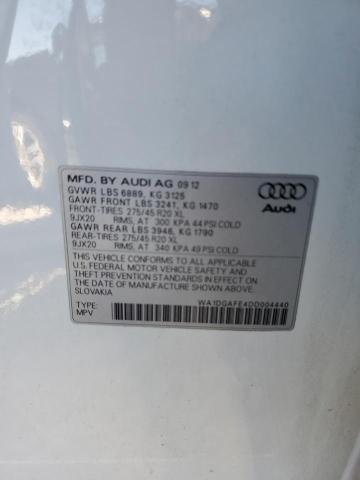 MFD. BY AUDI AG 09 12
GVWR LBS 6889, KG 3125
GAWR FRONT LBS 3241, KG 1470
FRONT-TIRES 275/45 R20 XL
9JX20 RIMS, AT 300 KPA 44 PSI COLD
GAWR REAR LBS 3946, KG 1790
REAR-TIRES 275/45 R20 XL
9JX20 RIMS, AT 340 KPA 49 PSI COLD
Audi
THIS VEHICLE CONFORMS TO ALL APPLICABLE
U.S. FEDERAL MOTOR VEHICLE SAFETY AND
THEFT PREVENTION STANDARDS IN EFFECT ON
THE DATE OF MANUFACTURE SHOWN ABOVE
SLOVAKIA
TYPE: WA1DGAFE4DD004440
MPV